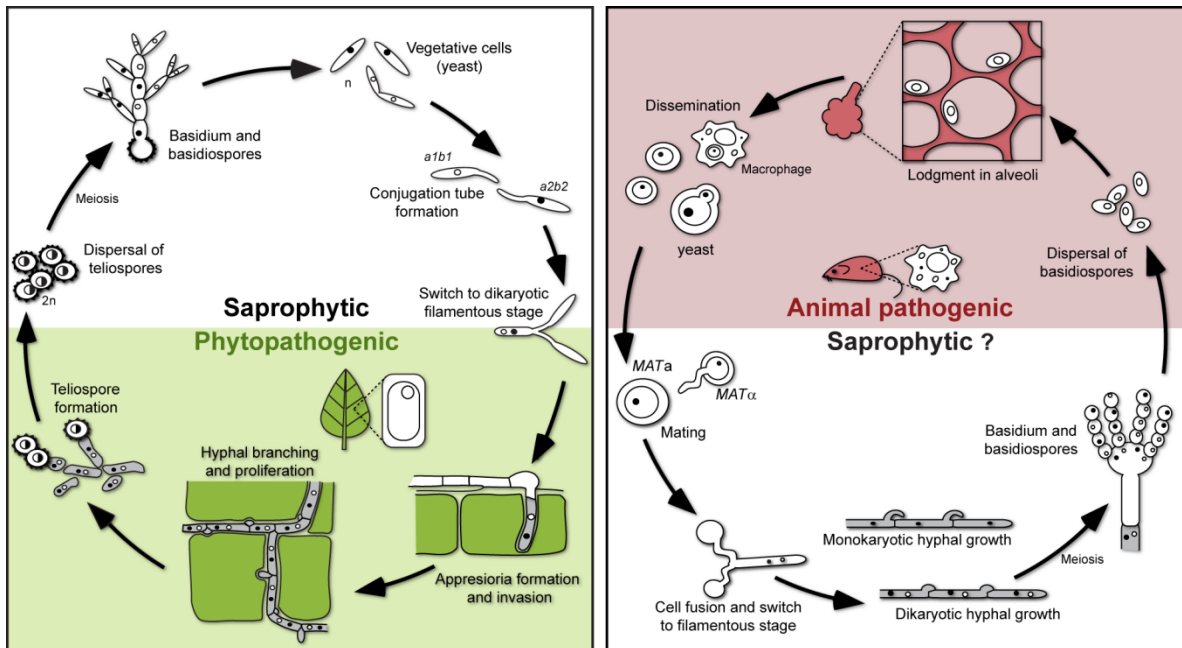 Vegetative cells
(yeast)
n
Basidium and
basidiospores
a1b1
a2b2
Conjugation tube
formation
Meiosis
Dispersal of
teliospores
2n
Switch to dikaryotic
filamentous stage
Saprophytic
Phytopathogenic
Teliospore
formation
Hyphal branching
and proliferation
Appresioria formation
and invasion
Dissemination
Macrophage
Lodgment in alveoli
yeast
Dispersal of
basidiospores
Animal pathogenic
Saprophytic ?
MATa
MATα
Mating
Basidium and
basidiospores
Monokaryotic hyphal growth
Meiosis
Cell fusion and switch
to filamentous stage
Dikaryotic hyphal growth